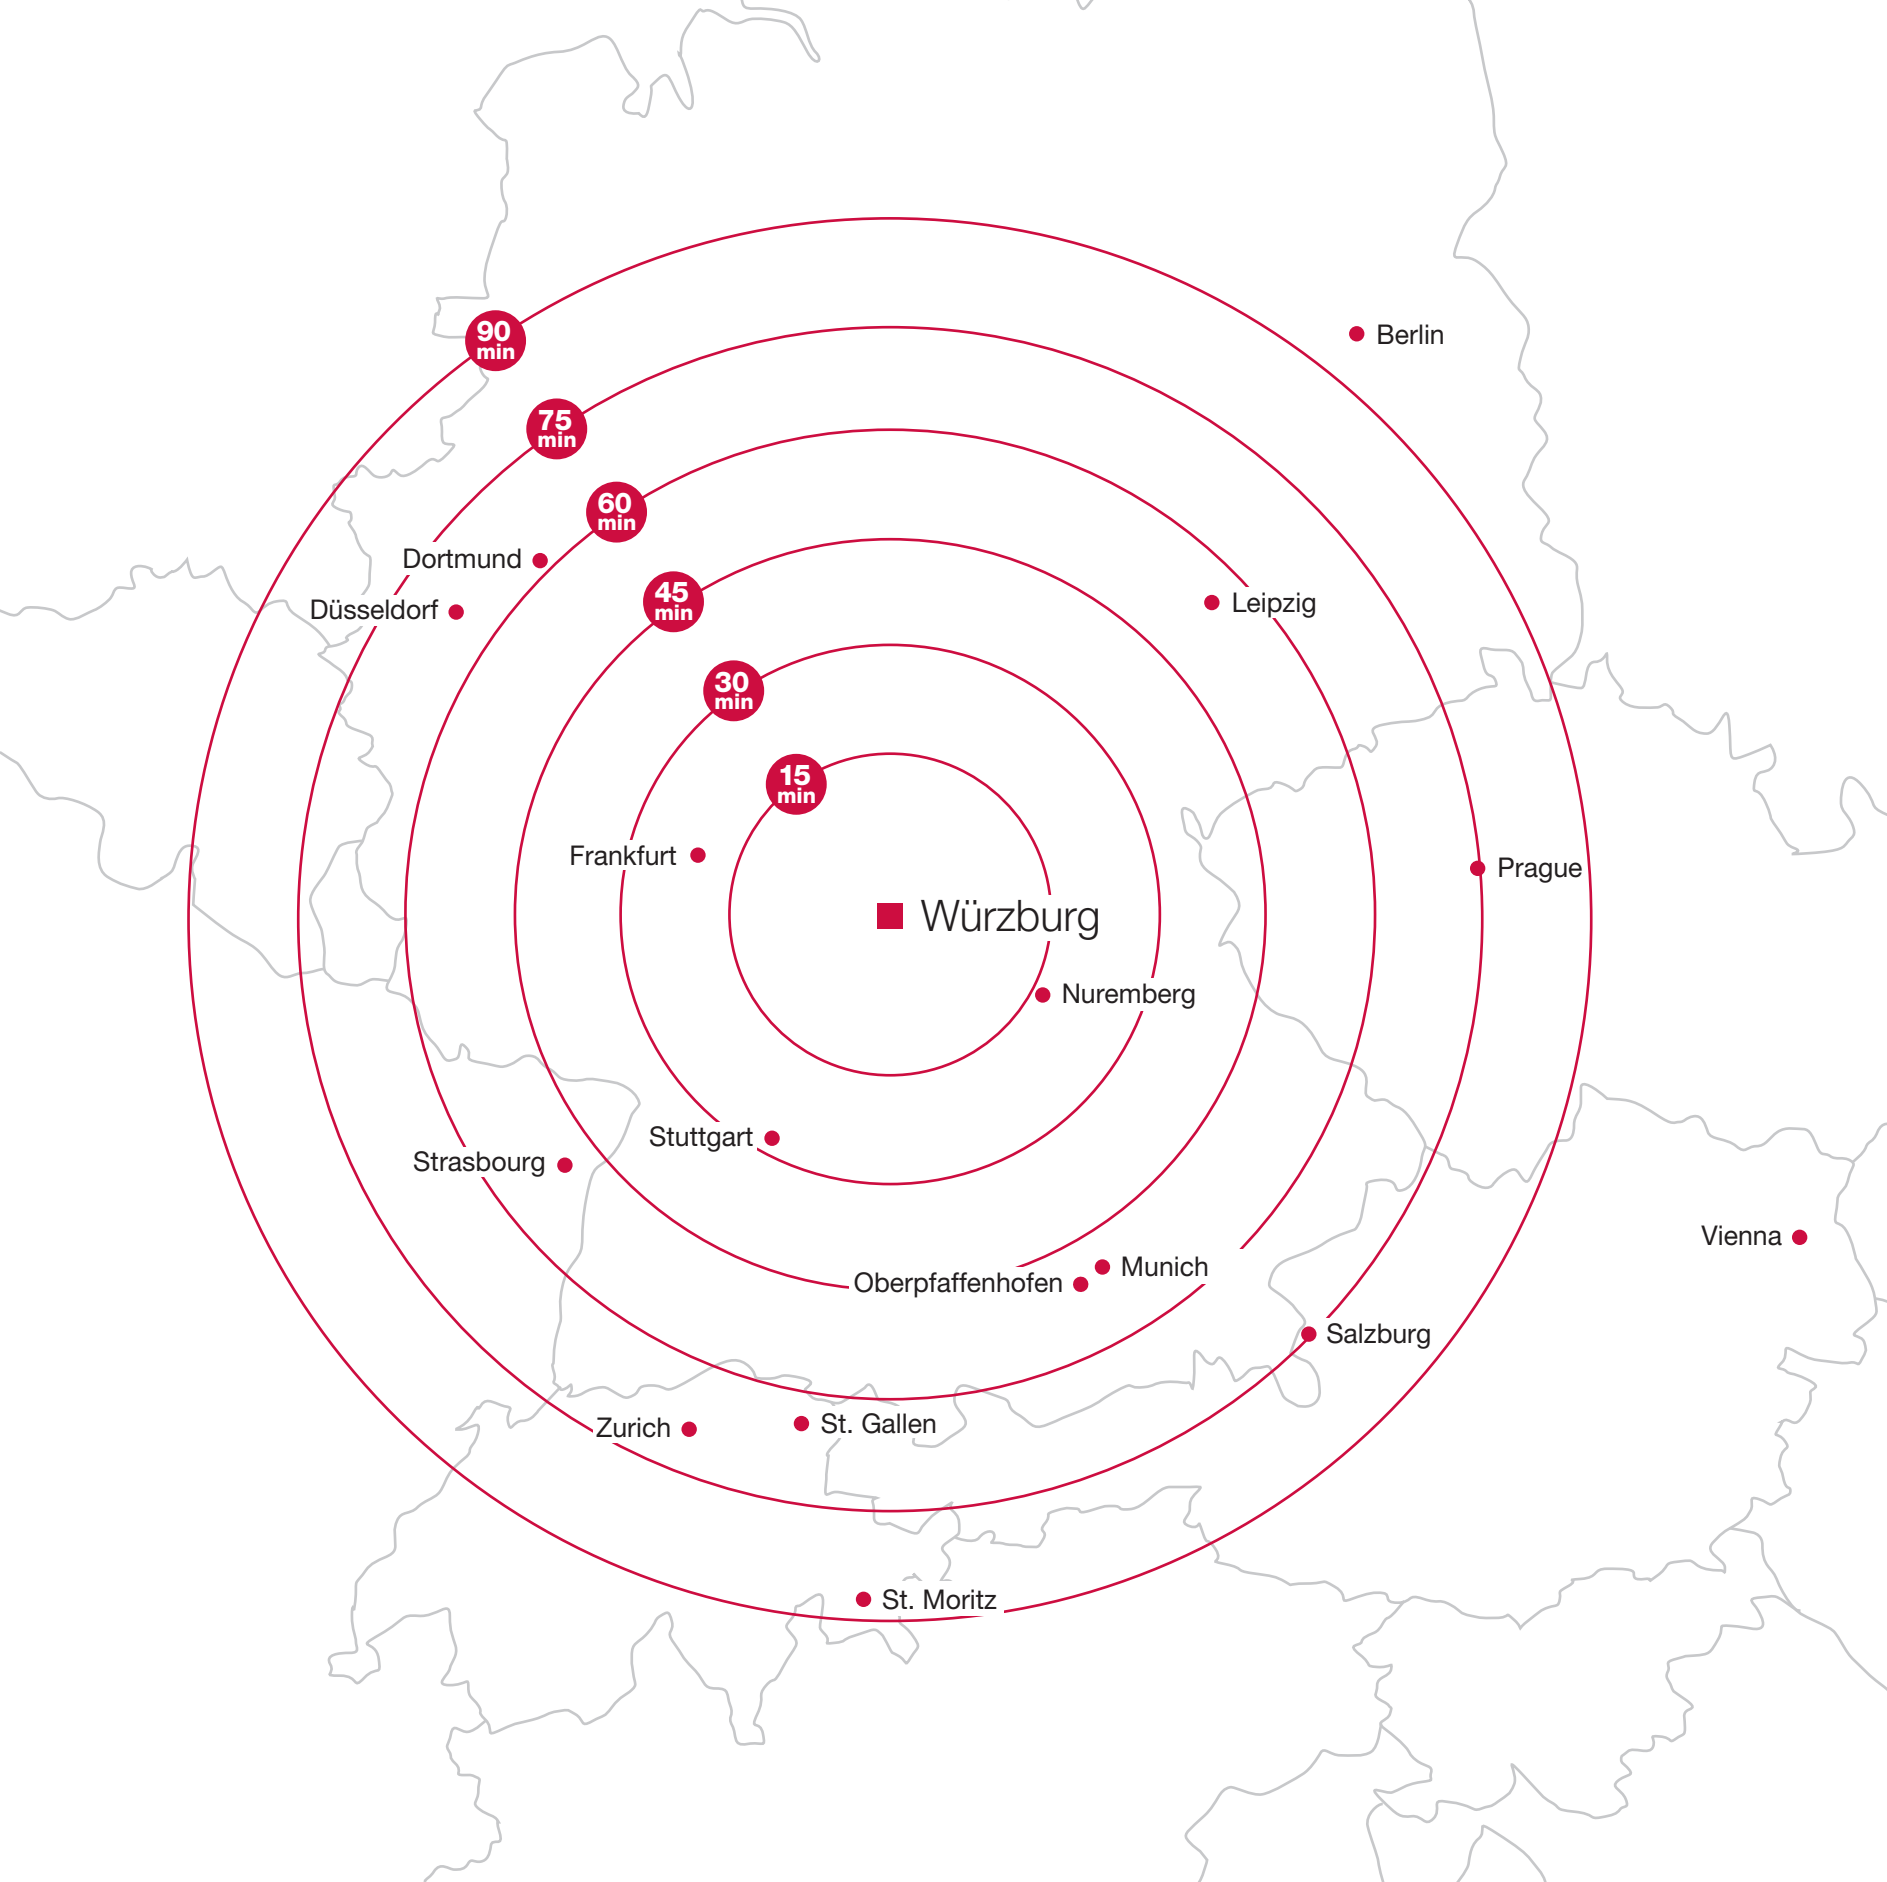 90
min
Berlin
75
min
60
min
Dortmund
45
min
Leipzig
Düsseldorf
30
min
15
min
Frankfurt
Prague
Würzburg
Nuremberg
Stuttgart
Strasbourg
Vienna
Munich
Oberpfaffenhofen
Salzburg
Zurich
St. Gallen
St. Moritz